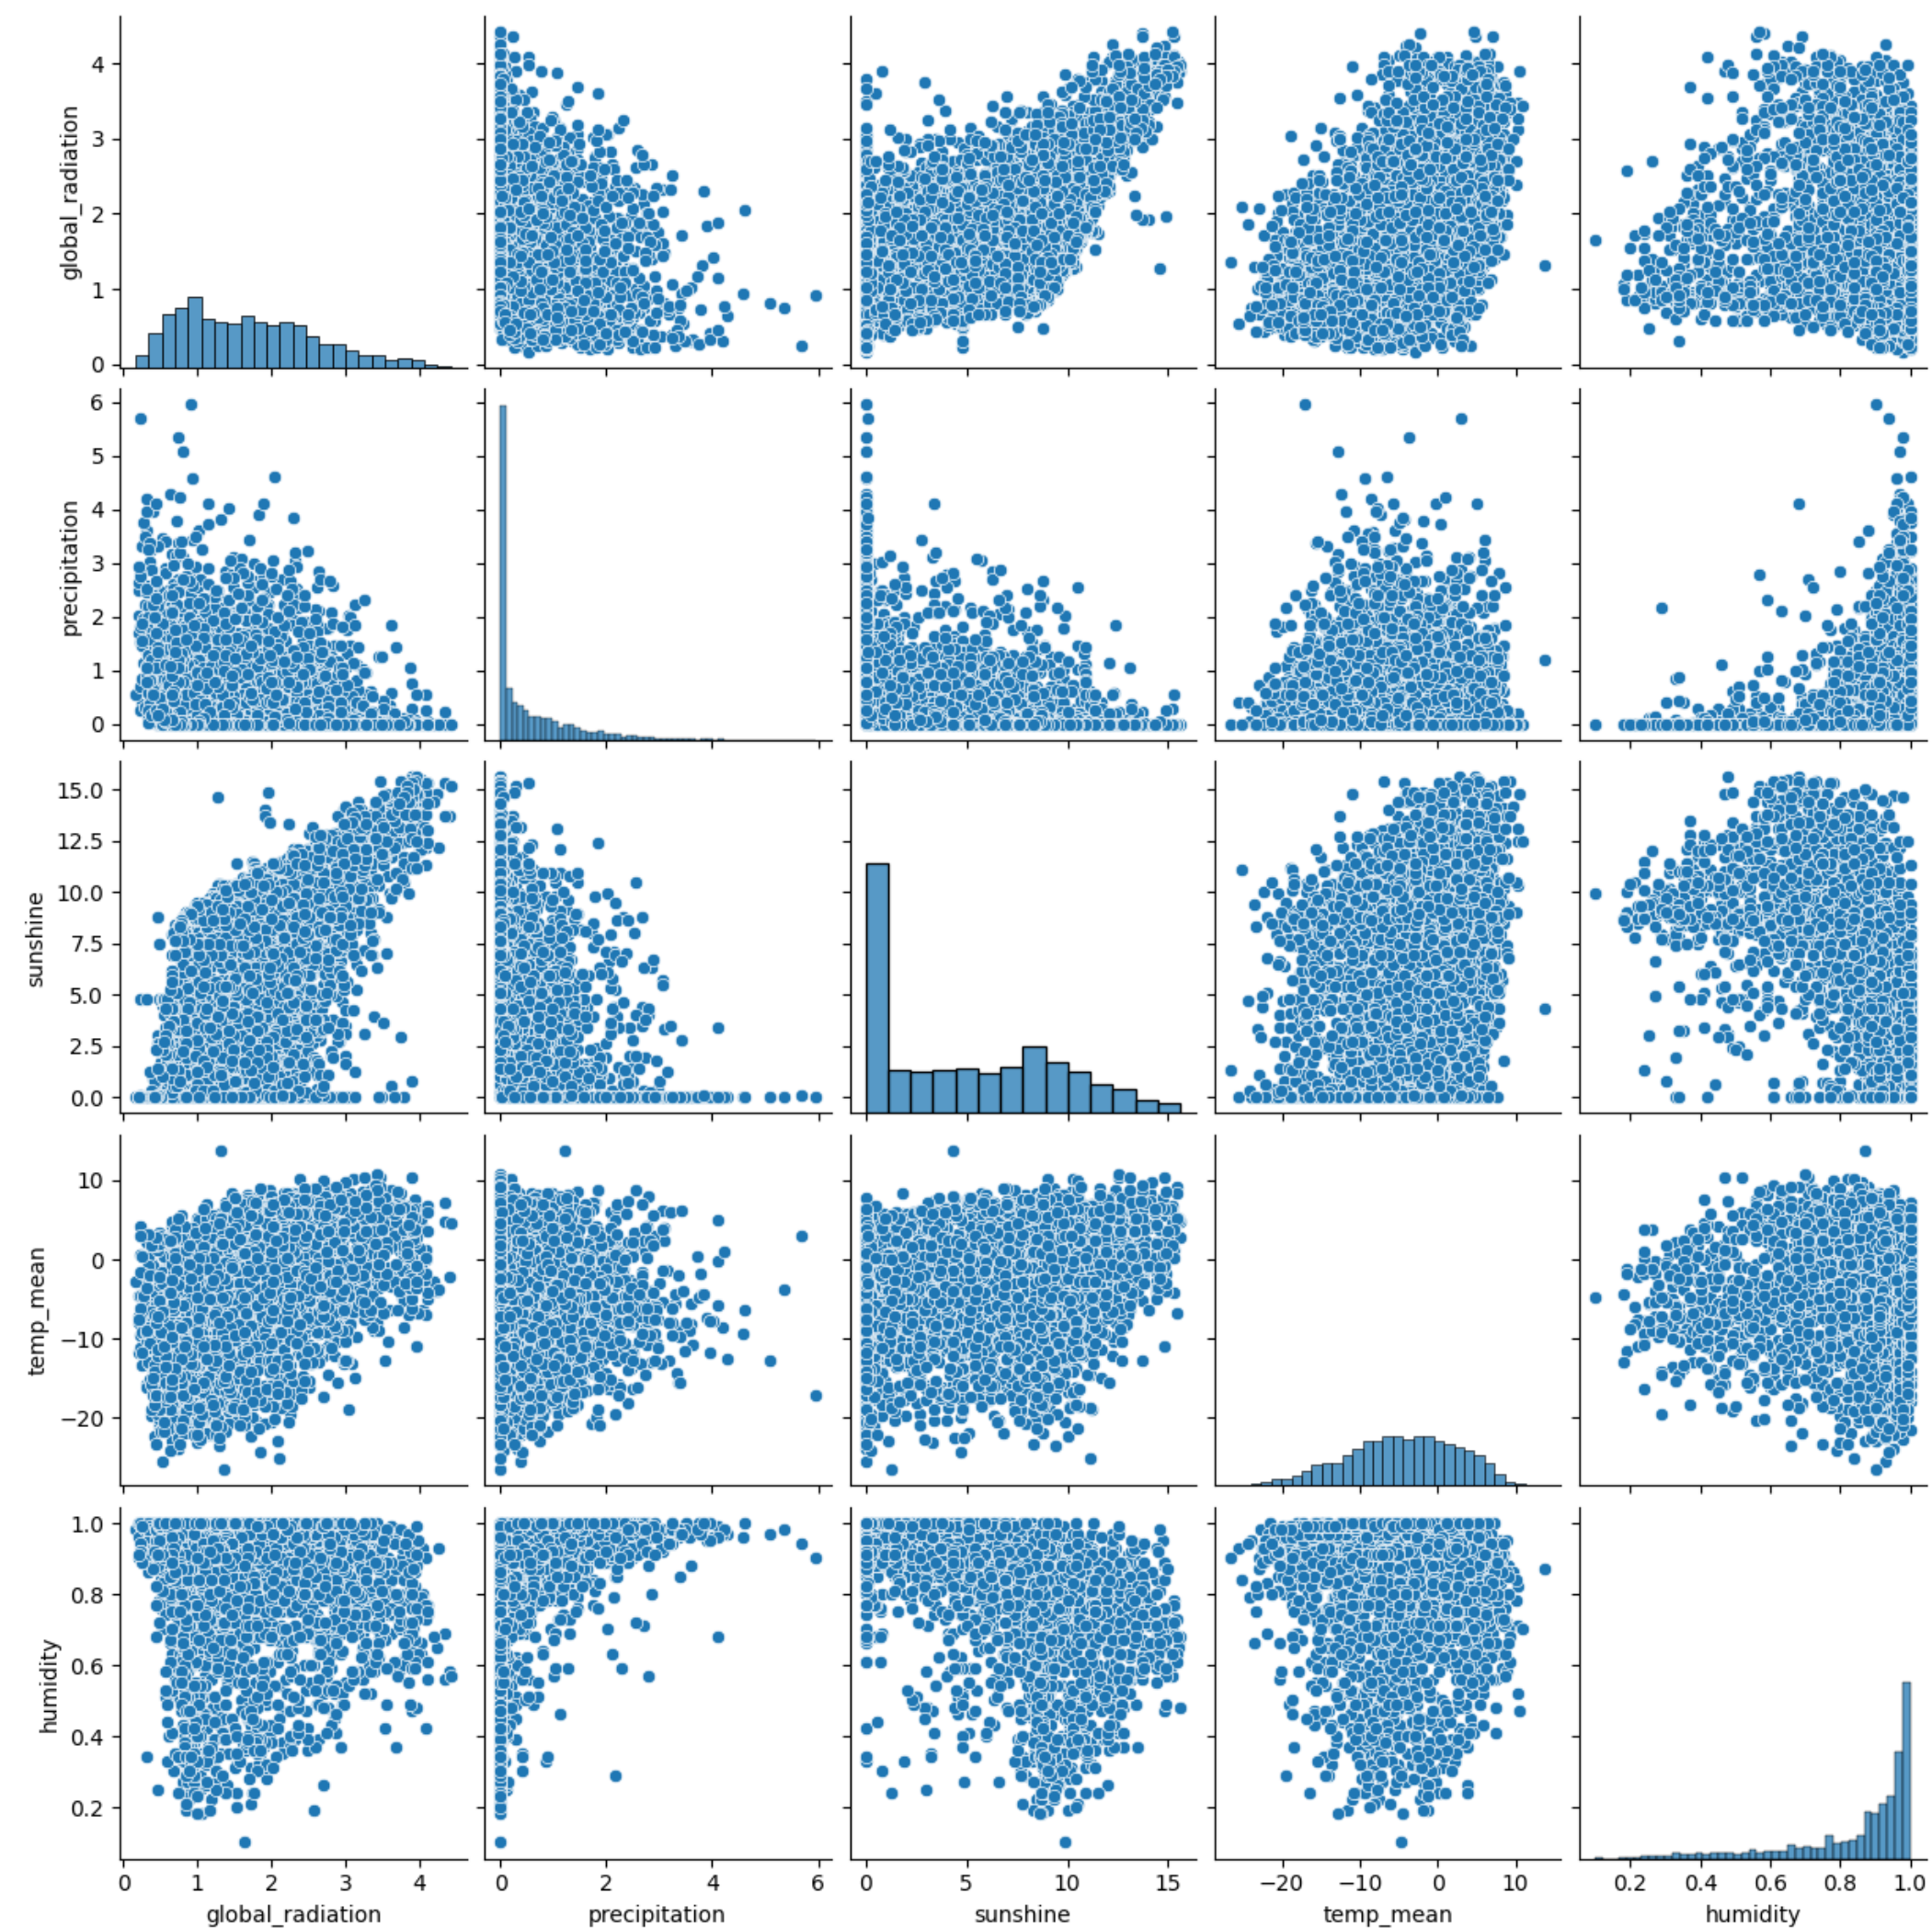 4
3
2
1
0
global_radiation
6
5
4
3
2
1
0
precipitation
15.0
12.5
10.0
7.5
5.0
2.5
0.0
sunshine
10
0
−10
−20
temp_mean
1.0
0.8
0.6
0.4
0.2
humidity
0 1 2 3 4
global_radiation
0 2 4 6
precipitation
0 5 10 15
sunshine
−20 −10 0 10
temp_mean
0.2 0.4 0.6 0.8 1.0
humidity